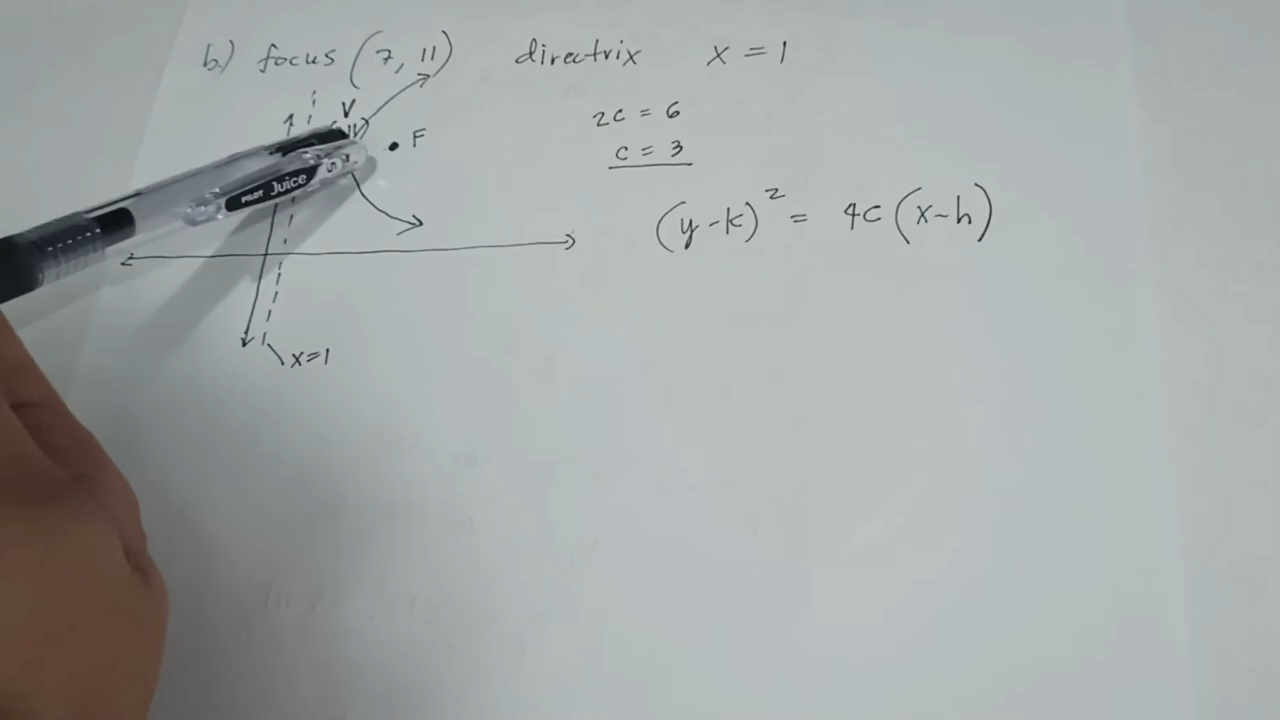 b.) focus (7, 11) directrix x = 1
2c = 6
c = 3
V
F
PILOT Juice
(y-k)² = 4c(x-h)
x=1